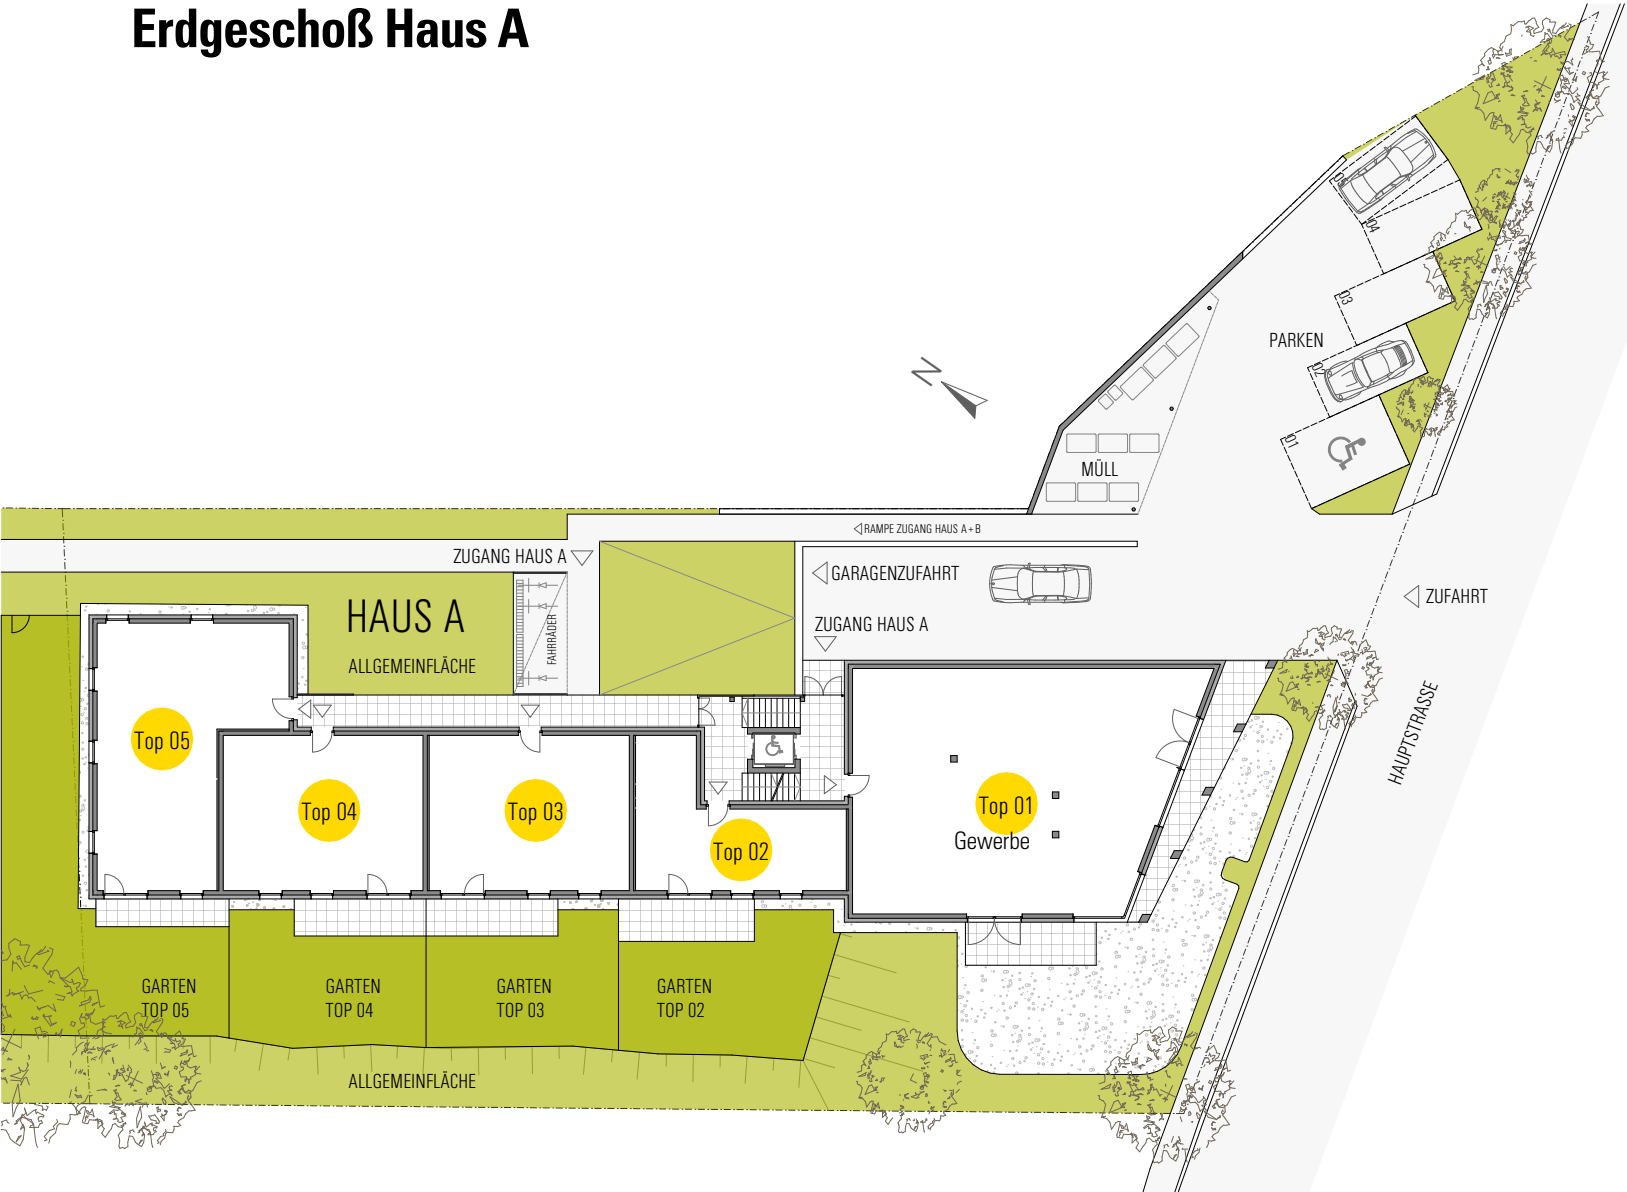 Erdgeschoß Haus A
N
05
04
03
PARKEN
02
01
MÜLL
RAMPE ZUGANG HAUS A+B
ZUGANG HAUS A
GARAGENZUFAHRT
ZUFAHRT
HAUS A
FAHRRÄDER
ZUGANG HAUS A
ALLGEMEINFLÄCHE
HAUPTSTRASSE
Top 05
Top 04
Top 03
Top 02
Top 01
Gewerbe
GARTEN
TOP 05
GARTEN
TOP 04
GARTEN
TOP 03
GARTEN
TOP 02
ALLGEMEINFLÄCHE